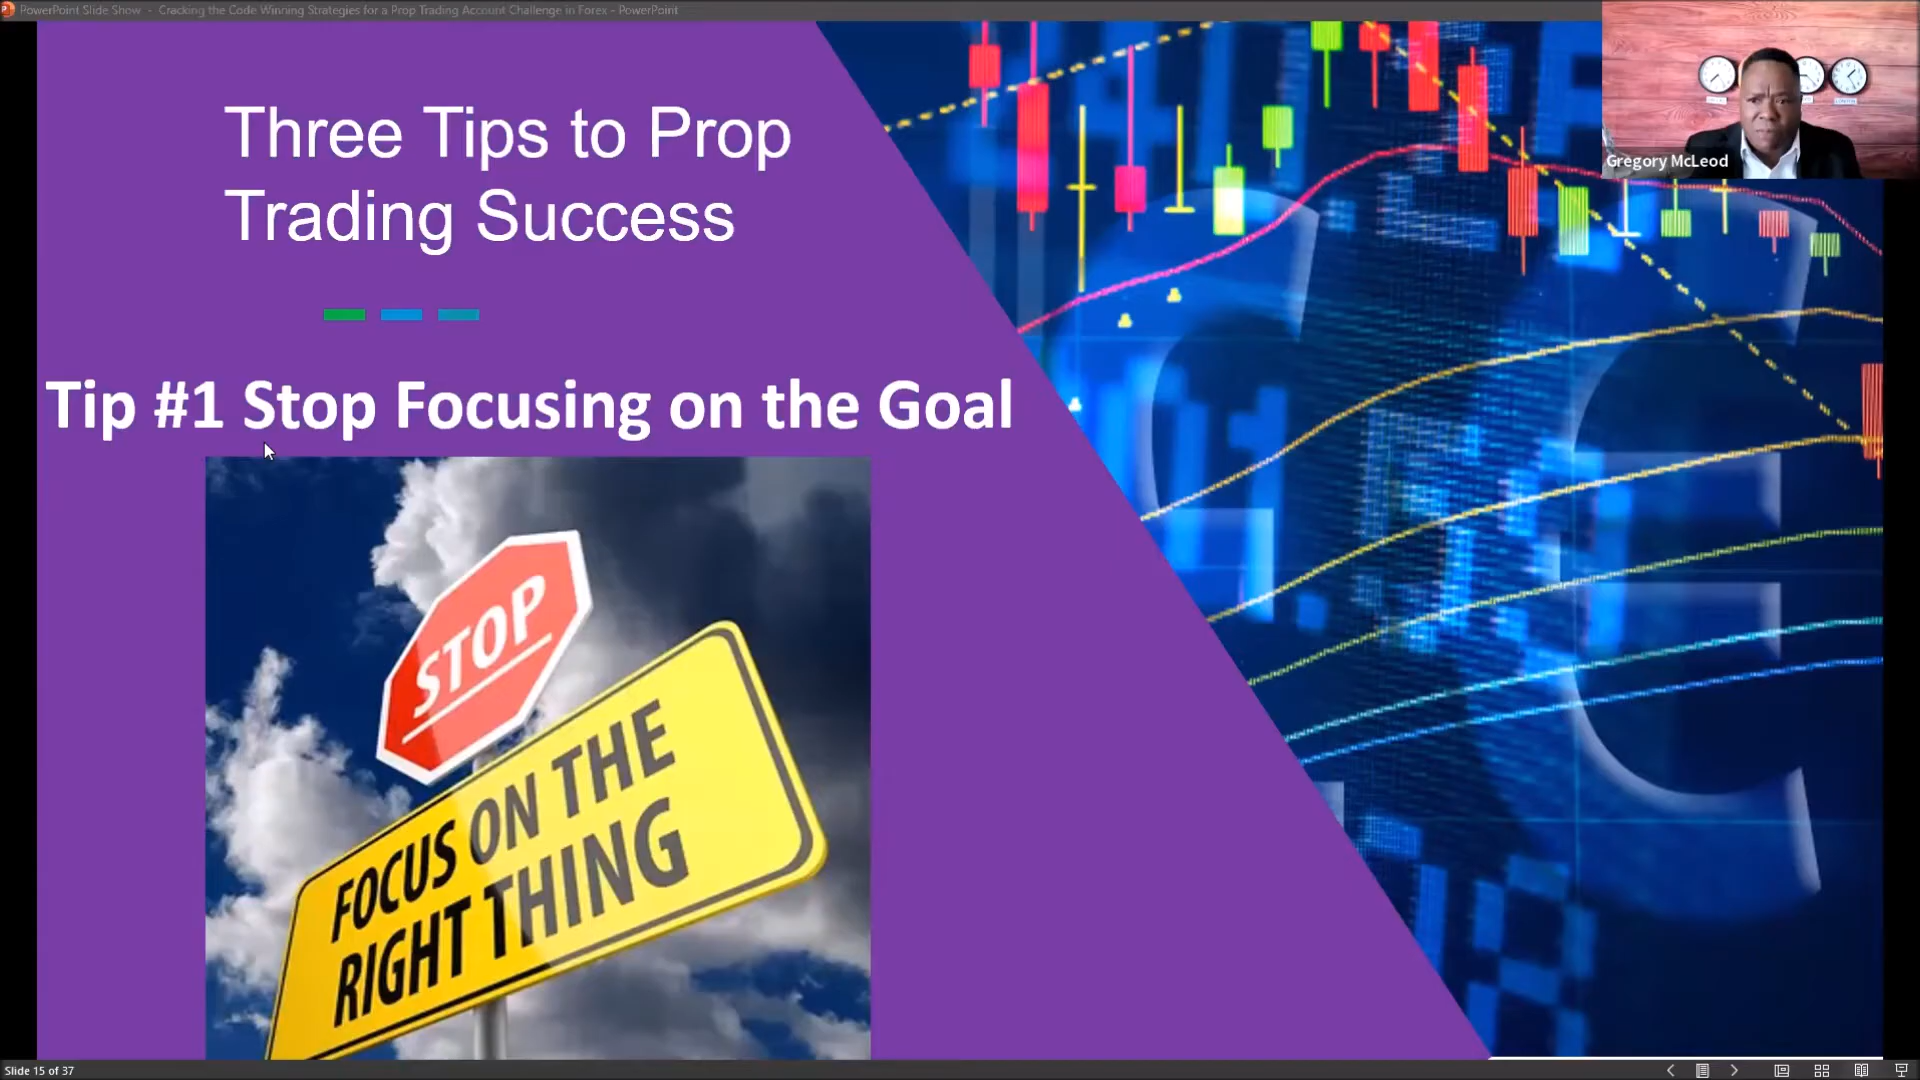 PowerPoint Slide Show - Cracking the Code Winning Strategies for a Prop Trading Account Challenge in Forex - PowerPoint
Gregory McLeod
Three Tips to Prop
Trading Success
Tip #1 Stop Focusing on the Goal
STOP
FOCUS ON THE
RIGHT THING
Slide 15 of 37